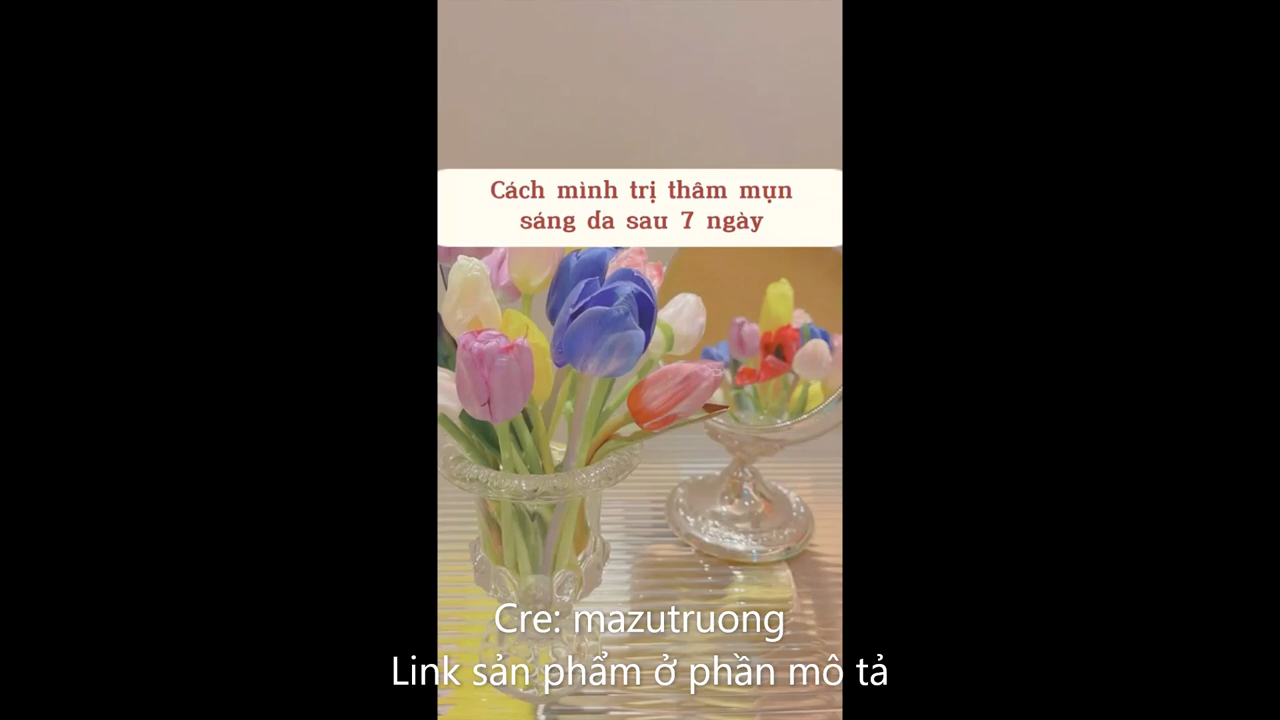 Cách mình trị thâm mụn
sáng da sau 7 ngày
Cre: mazutruong
Link sản phẩm ở phần mô tả